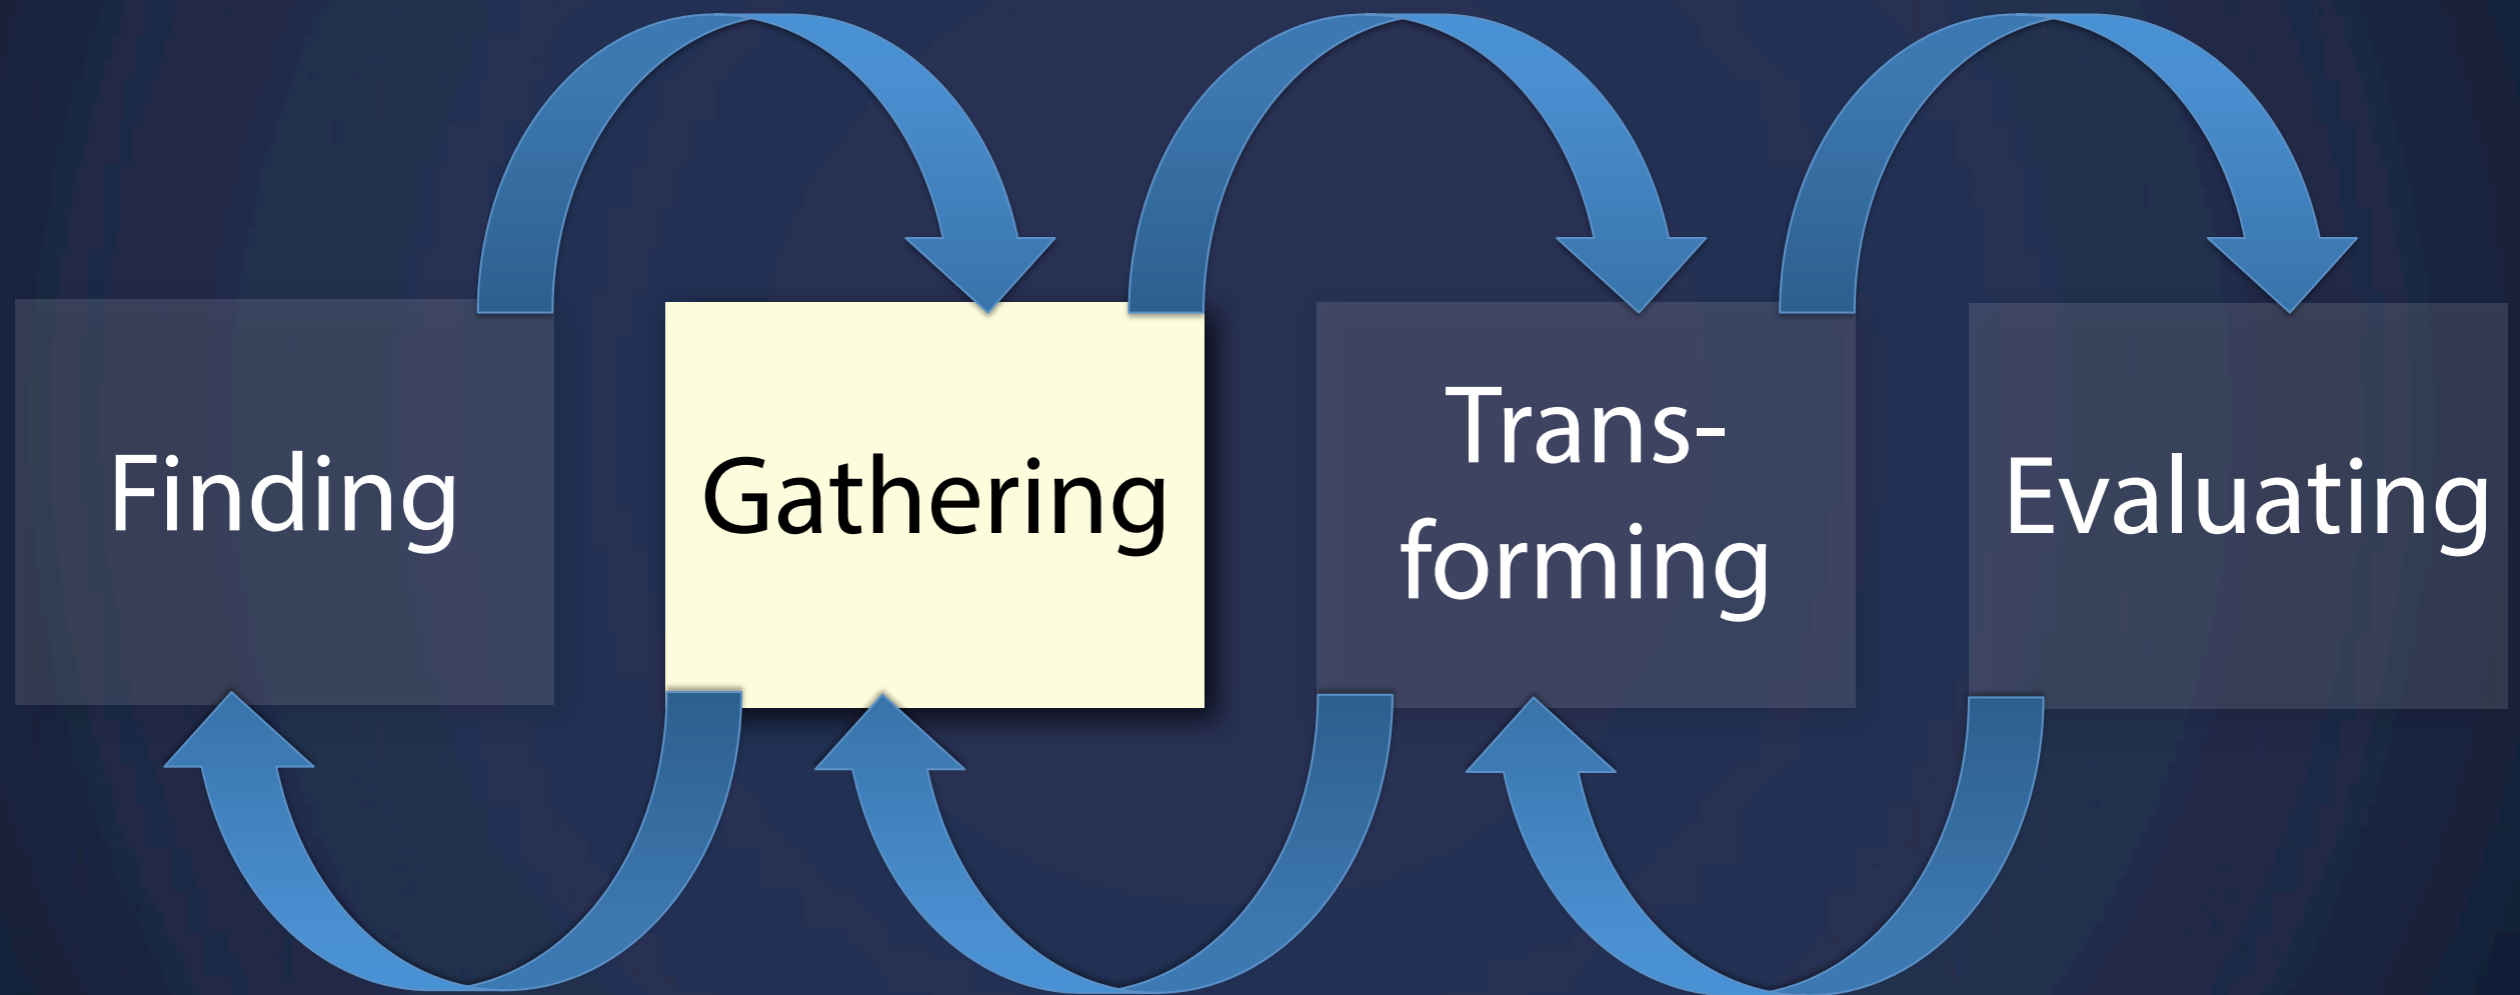 Finding
Gathering
Trans-
forming
Evaluating